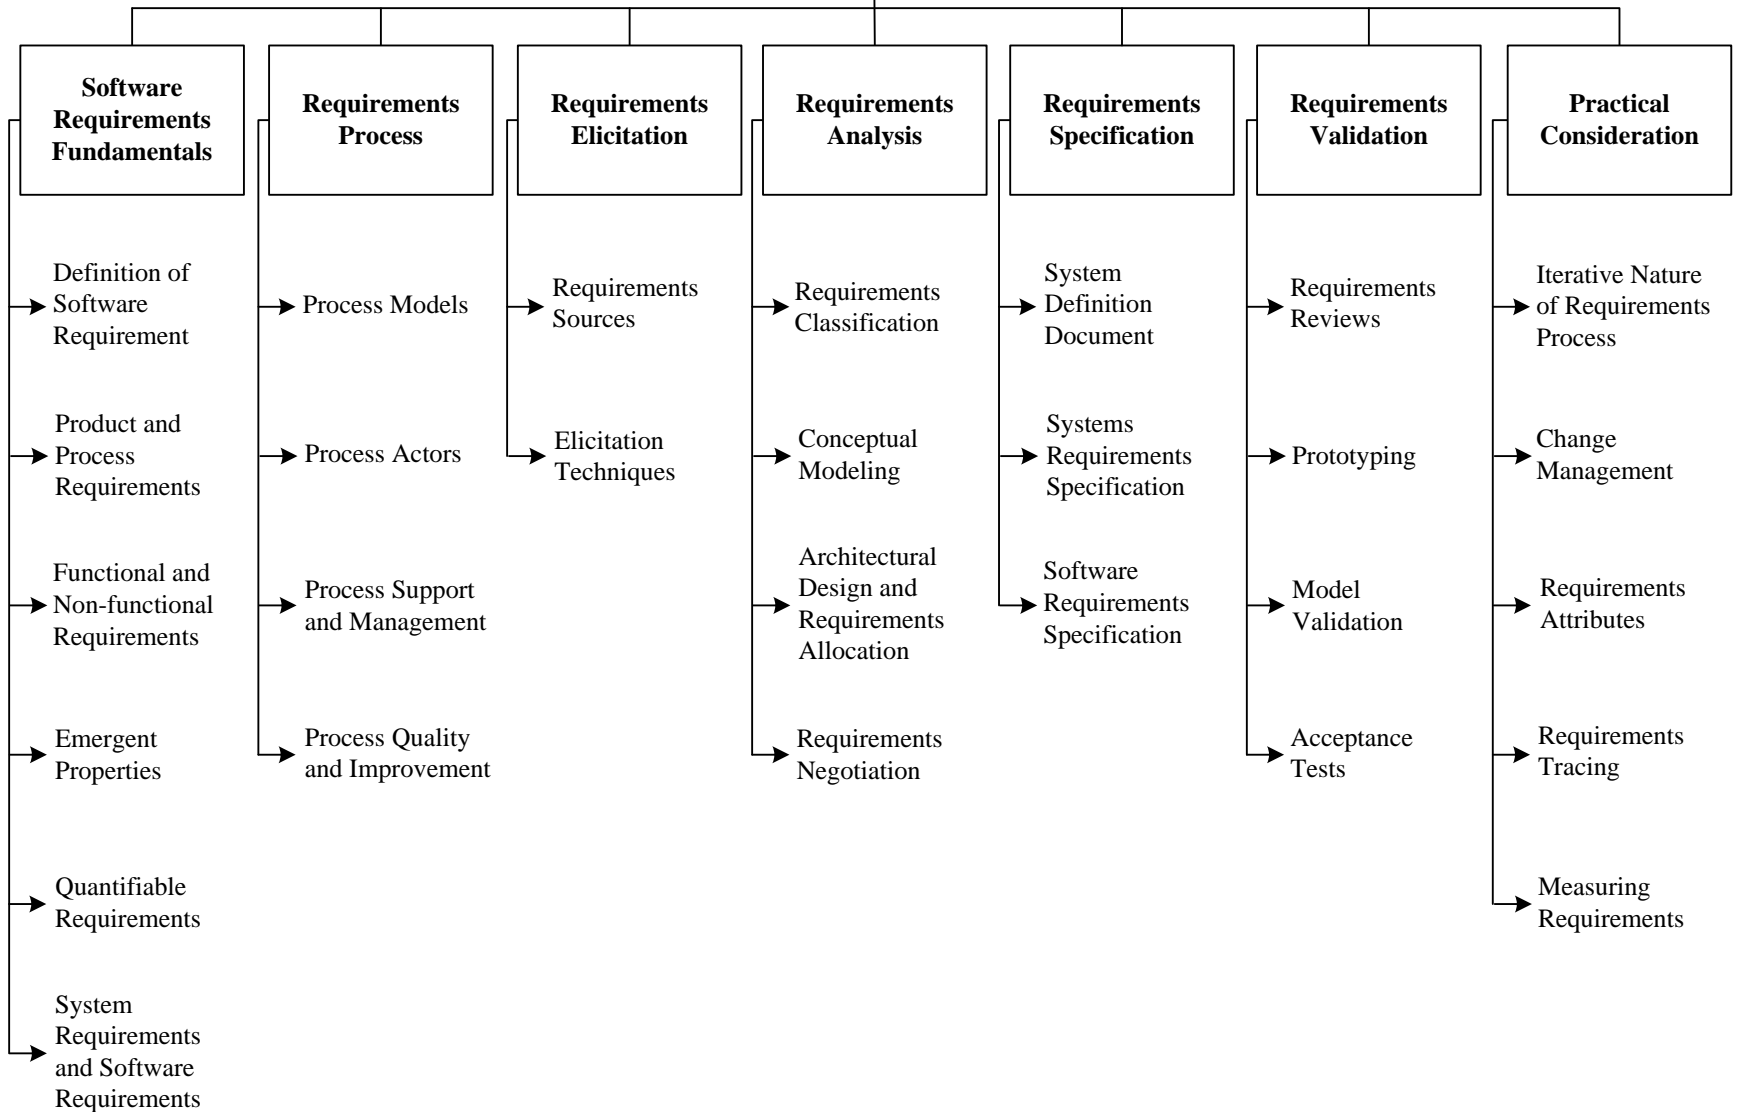 Software
Requirements
Fundamentals
Definition of
Software
Requirement
Product and
Process
Requirements
Functional and
Non-functional
Requirements
Emergent
Properties
Quantifiable
Requirements
System
Requirements
and Software
Requirements
Requirements
Process
Process Models
Process Actors
Process Support
and Management
Process Quality
and Improvement
Requirements
Elicitation
Requirements
Sources
Elicitation
Techniques
Requirements
Analysis
Requirements
Classification
Conceptual
Modeling
Architectural
Design and
Requirements
Allocation
Requirements
Negotiation
Requirements
Specification
System
Definition
Document
Systems
Requirements
Specification
Software
Requirements
Specification
Requirements
Validation
Requirements
Reviews
Prototyping
Model
Validation
Acceptance
Tests
Practical
Consideration
Iterative Nature
of Requirements
Process
Change
Management
Requirements
Attributes
Requirements
Tracing
Measuring
Requirements